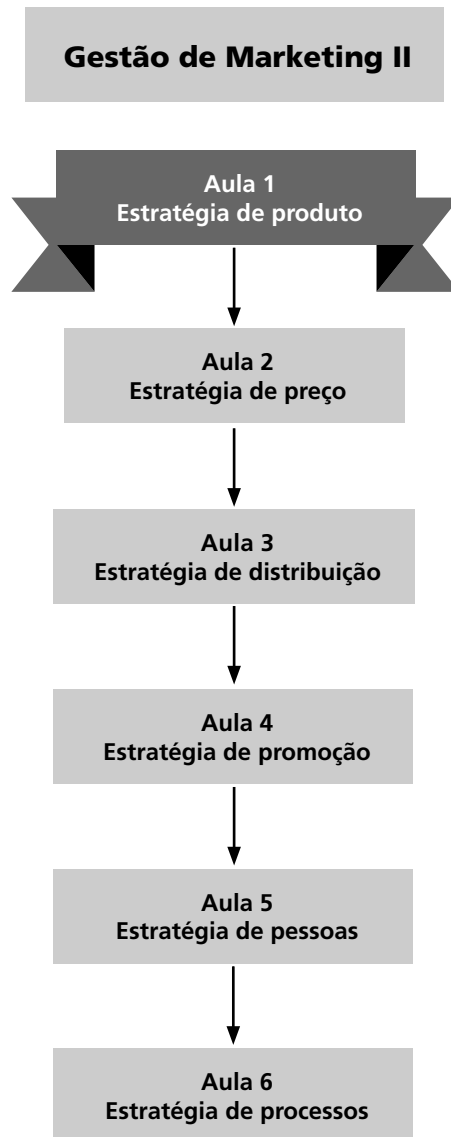 Gestão de Marketing II
Aula 1
Estratégia de produto
Aula 2
Estratégia de preço
Aula 3
Estratégia de distribuição
Aula 4
Estratégia de promoção
Aula 5
Estratégia de pessoas
Aula 6
Estratégia de processos